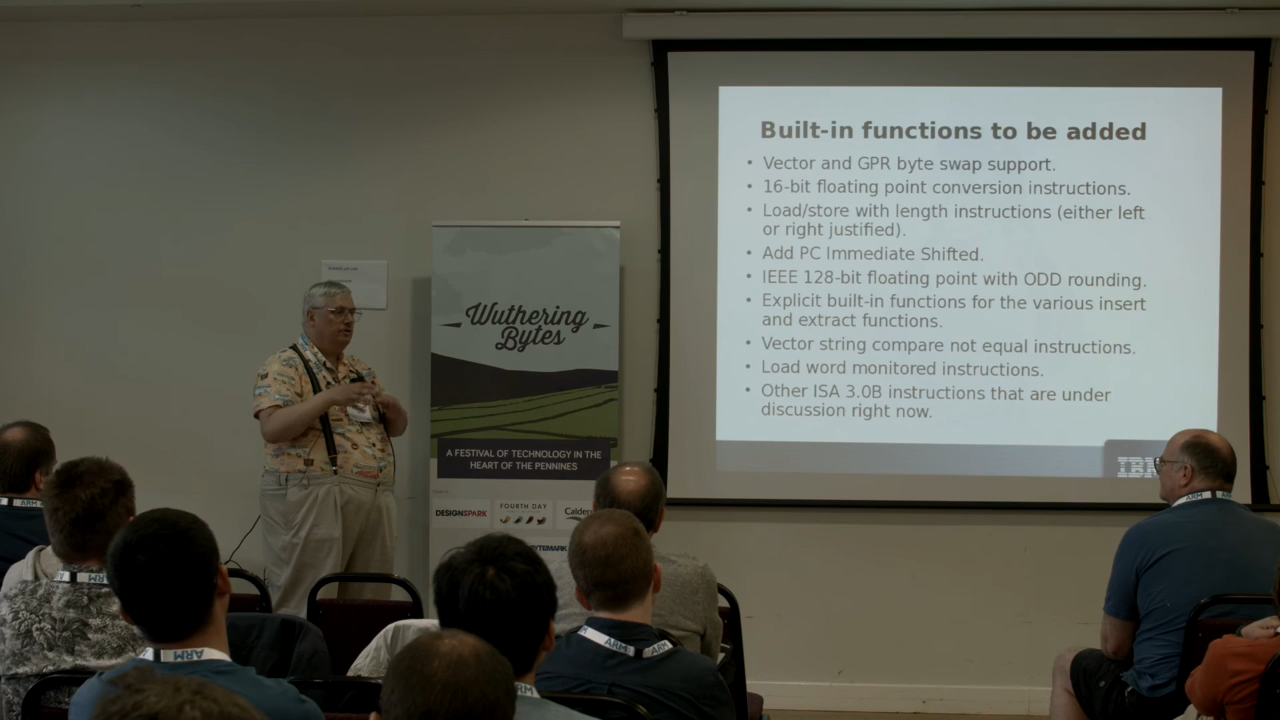 Built-in functions to be added
• Vector and GPR byte swap support.
• 16-bit floating point conversion instructions.
• Load/store with length instructions (either left
or right justified).
• Add PC Immediate Shifted.
• IEEE 128-bit floating point with ODD rounding.
• Explicit built-in functions for the various insert
and extract functions.
• Vector string compare not equal instructions.
• Load word monitored instructions.
• Other ISA 3.0B instructions that are under
discussion right now.
IBM
Wuthering
Bytes
A FESTIVAL OF TECHNOLOGY IN THE
HEART OF THE PENNINES
DESIGNSPARK
FOURTH DAY
ARM
ARM
ARM
ARM
ARM
ARM
ARM